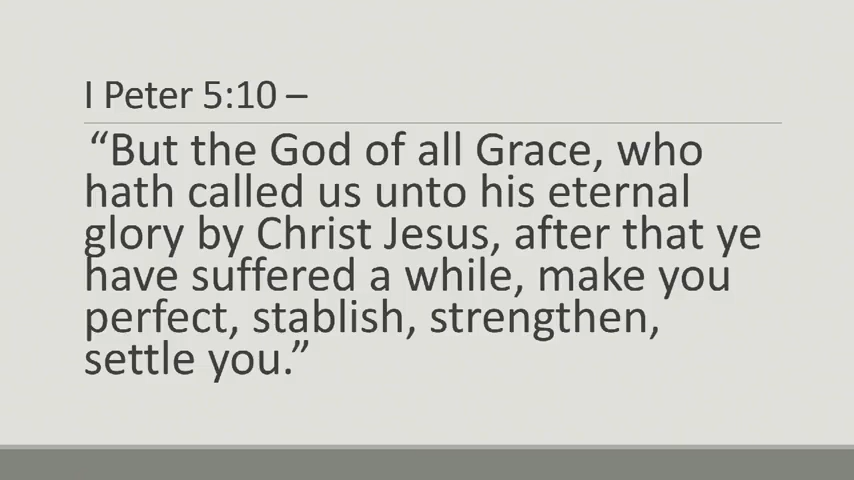 I Peter 5:10 –
“But the God of all Grace, who
hath called us unto his eternal
glory by Christ Jesus, after that ye
have suffered a while, make you
perfect, stablish, strengthen,
settle you.”